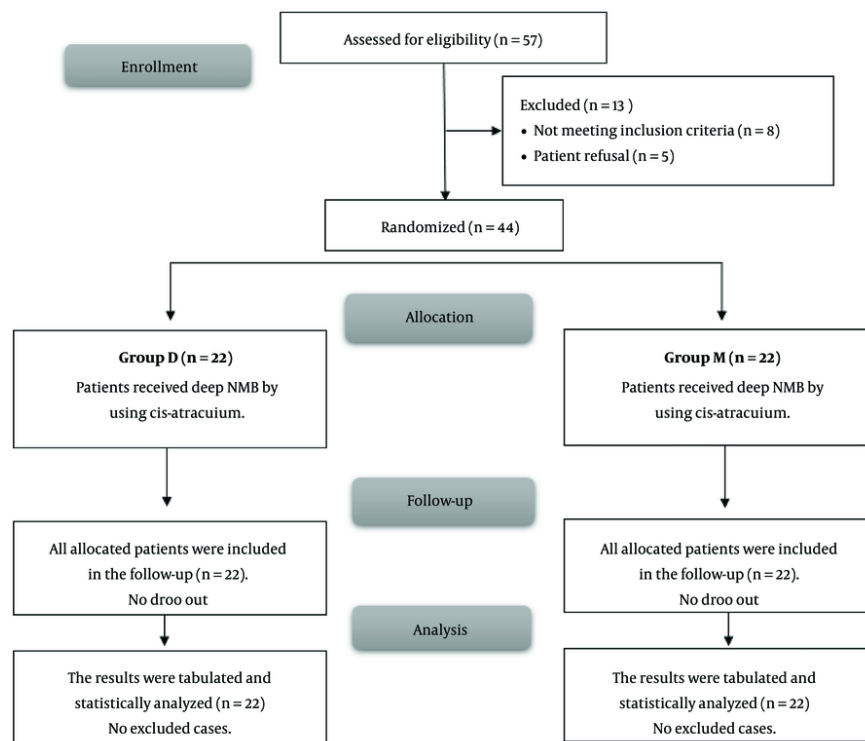 Assessed for eligibility (n = 57)
Enrollment
Excluded (n = 13 )
• Not meeting inclusion criteria (n = 8)
• Patient refusal (n = 5)
Randomized (n = 44)
Allocation
Group D (n = 22)
Patients received deep NMB by
using cis-atracuium.
Group M (n = 22)
Patients received deep NMB by
using cis-atracuium.
Follow-up
All allocated patients were included
in the follow-up (n = 22).
No droo out
All allocated patients were included
in the follow-up (n = 22).
No droo out
Analysis
The results were tabulated and
statistically analyzed (n = 22)
No excluded cases.
The results were tabulated and
statistically analyzed (n = 22)
No excluded cases.